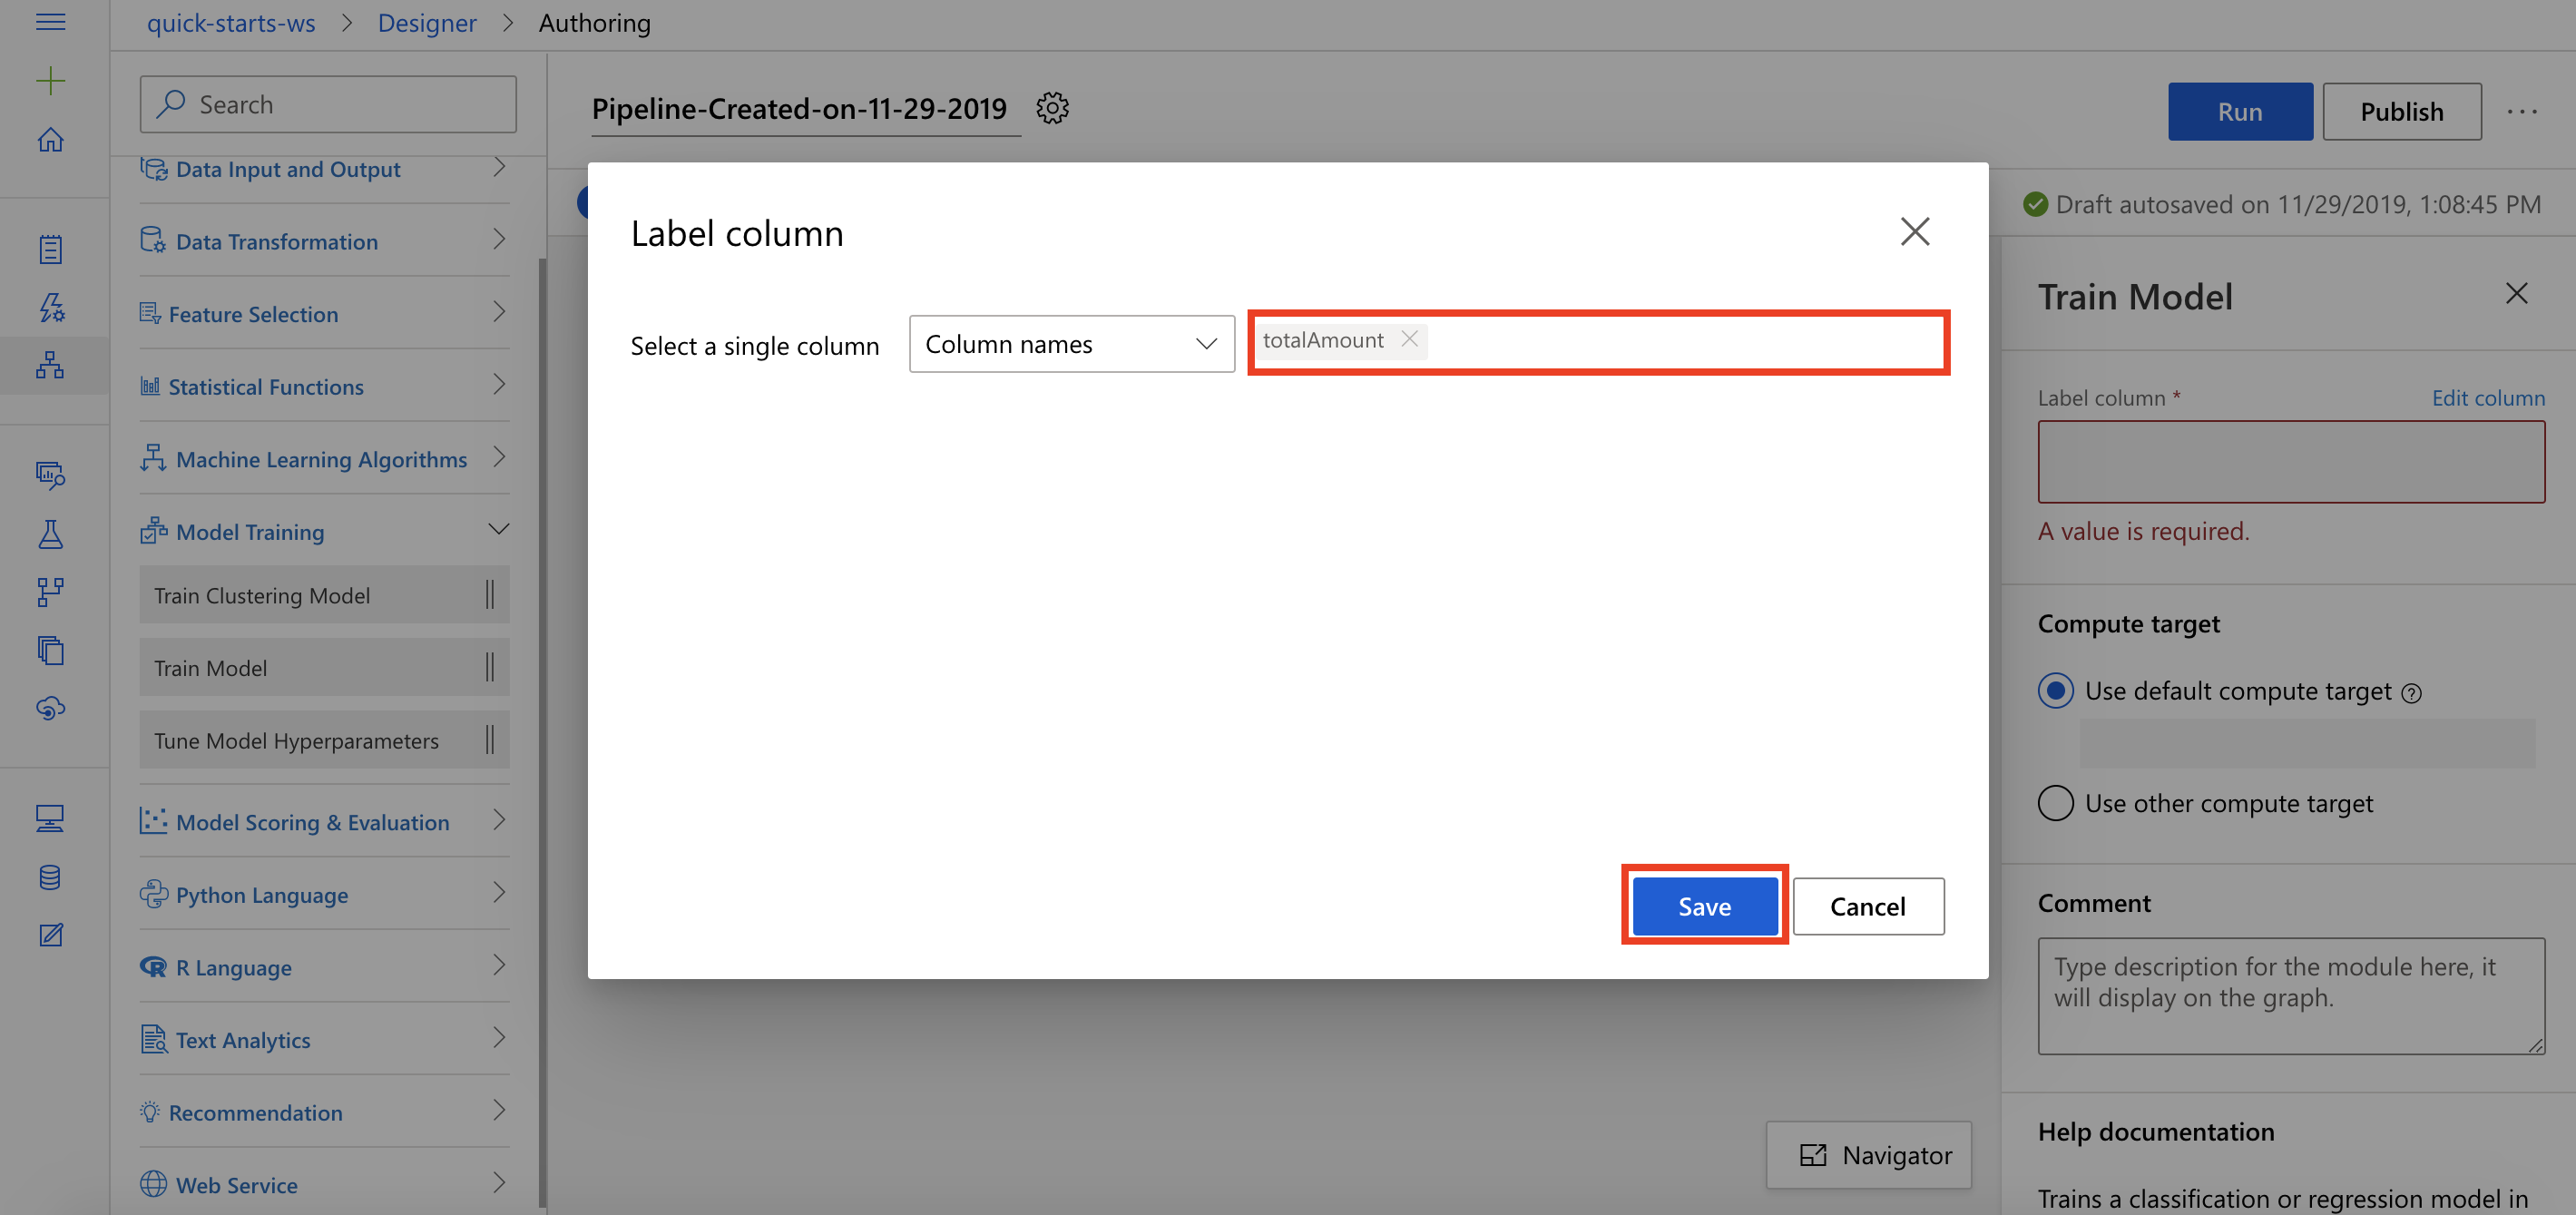 quick-starts-ws > Designer > Authoring
Search
Data Input and Output
Data Transformation
Feature Selection
Statistical Functions
Machine Learning Algorithms
Model Training
Train Clustering Model
Train Model
Tune Model Hyperparameters
Model Scoring & Evaluation
Python Language
R Language
Text Analytics
Recommendation
Web Service
Pipeline-Created-on-11-29-2019
Run
Publish
Draft autosaved on 11/29/2019, 1:08:45 PM
Label column
Select a single column
Column names
totalAmount
Save
Cancel
Navigator
Train Model
Label column *
Edit column
A value is required.
Compute target
Use default compute target
Use other compute target
Comment
Type description for the module here, it
will display on the graph.
Help documentation
Trains a classification or regression model in